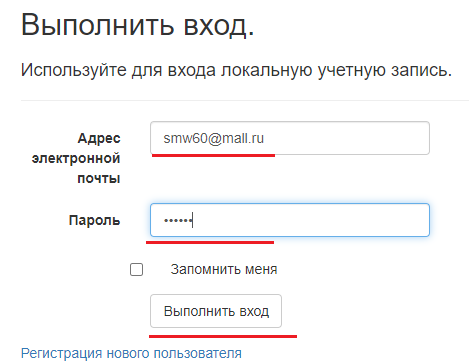 Выполнить вход.
Используйте для входа локальную учетную запись.
Адрес
электронной
почты
smw60@mall.ru
Пароль
••••••
Запомнить меня
Выполнить вход
Регистрация нового пользователя